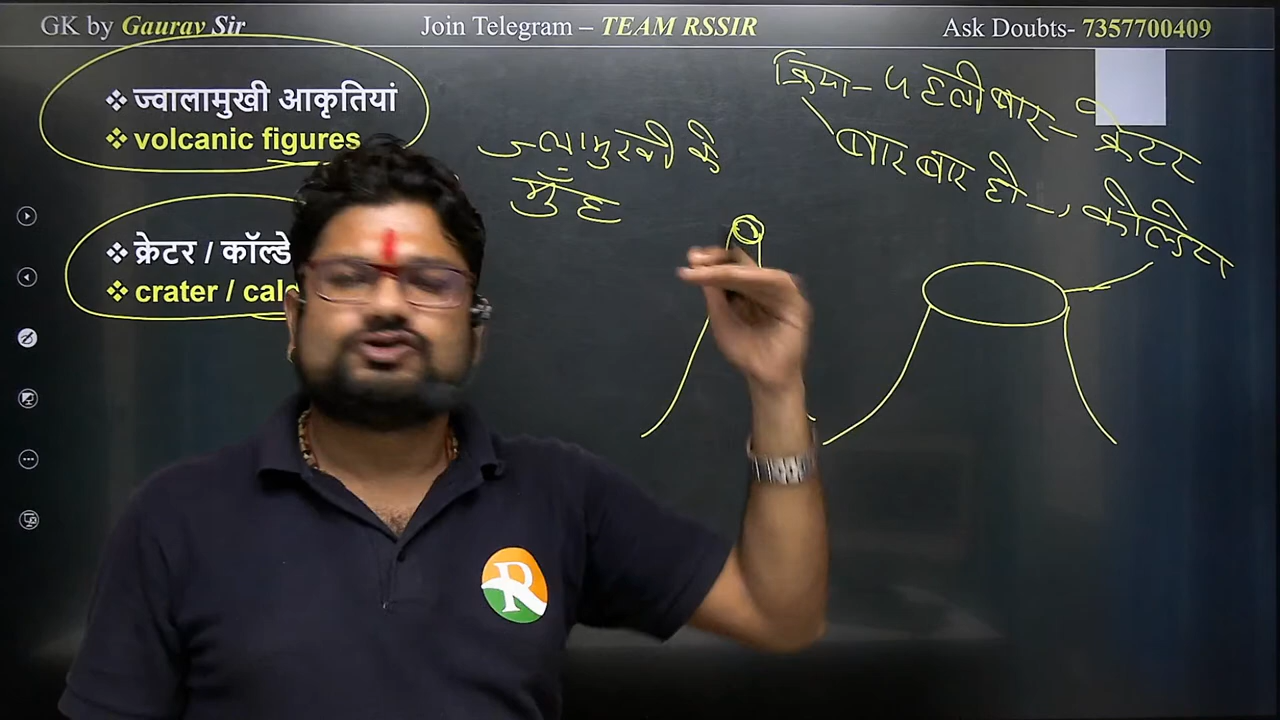 GK by Gaurav Sir
Join Telegram – TEAM RSSIR
Ask Doubts- 7357700409
❖ज्वालामुखी आकृतियां
❖volcanic figures
❖क्रेटर / कॉल्डे
❖crater / cal
ज्वालामुखी के
मुँह
क्रिया – पहली बार – क्रेटर
बार बार हो –
R